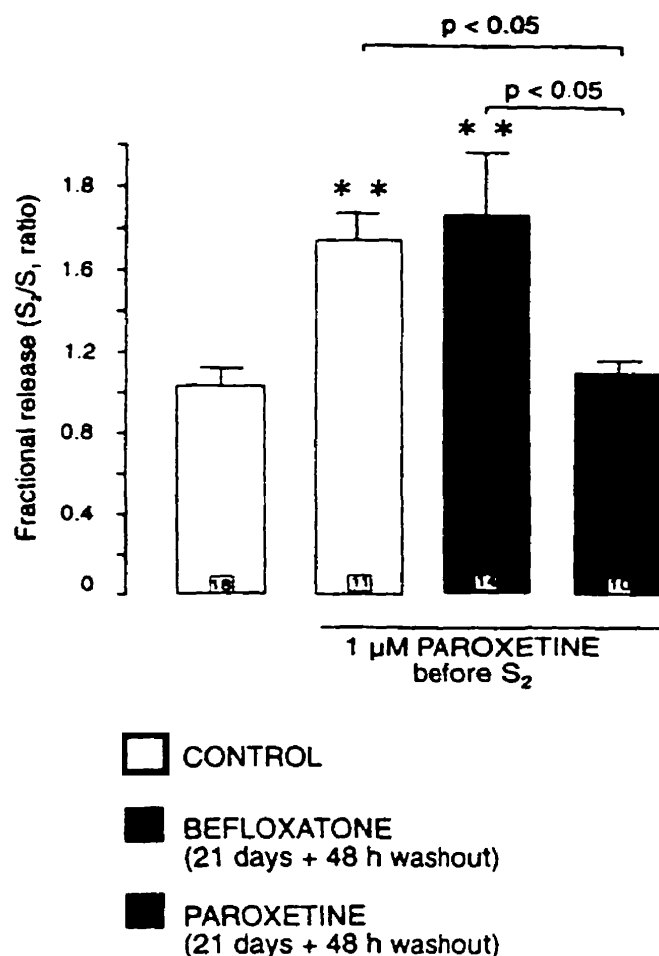 p < 0.05
p < 0.05
* *
* *
Fractional release (S₂/S₁ ratio)
1.8
1.6
1.2
0.8
0.4
0
11
14
10
1 µM PAROXETINE
before S₂
CONTROL
BEFLOXATONE
(21 days + 48 h washout)
PAROXETINE
(21 days + 48 h washout)